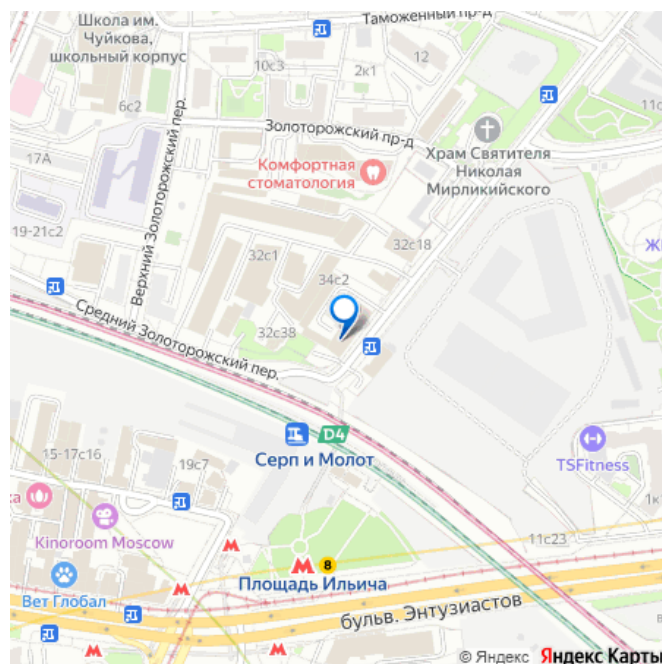 Таможенный пр-д
Школа им.
Чуйкова,
школьный корпус
10с3
2к1
12
6с2
Золоторожский пр-д
17А
Комфортная
стоматология
Храм Святителя
Николая
Мирликийского
Верхний Золоторожский пер.
19-21с2
32с1
32с18
34с2
32с38
Средний Золоторожский пер.
D4
Серп и Молот
15-17с16
19с7
TSFitness
Kinoroom Moscow
11с23
8
Площадь Ильича
Вет Глобал
бульв. Энтузиастов
© Яндекс Яндекс Карты